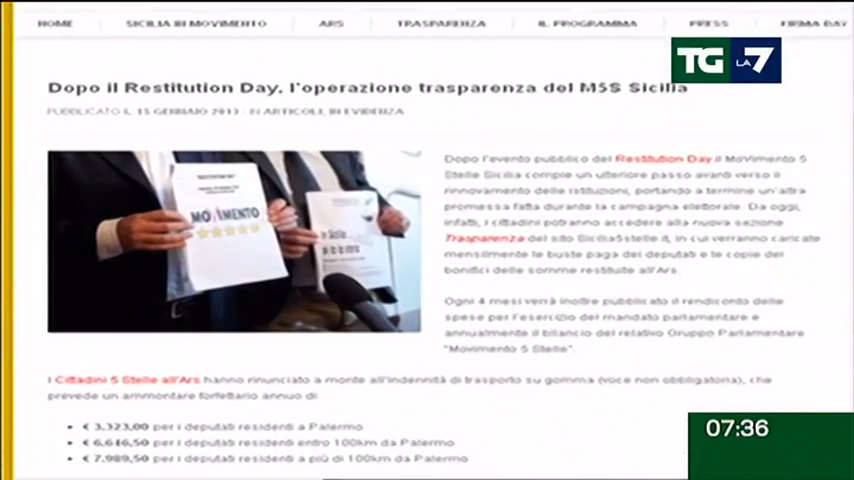 HOME SICILIA IN MOVIMENTO ARS TRASPARENZA IL PROGRAMMA PRESS FIRMA DAY
TG LA 7
Dopo il Restitution Day, l'operazione trasparenza del M5S Sicilia
PUBBLICATO IL 15 GENNAIO 2013 - IN ARTICOLI, IN EVIDENZA
MOVIMENTO
Dopo l'evento pubblico del Restitution Day il MoVimento 5
Stelle Sicilia compie un ulteriore passo avanti verso il
rinnovamento delle istituzioni, portando a termine un'altra
promessa fatta durante la campagna elettorale. Da oggi,
infatti, i cittadini potranno accedere alla nuova sezione
Trasparenza del sito Sicilia5stelle.it, in cui verranno caricate
mensilmente le buste paga dei deputati e le copie dei
bonifici delle somme restituite all'Ars.
Ogni 4 mesi verrà inoltre pubblicato il rendiconto delle
spese per l'esercizio del mandato parlamentare e
annualmente il bilancio del relativo Gruppo Parlamentare
"Movimento 5 Stelle".
I Cittadini 5 Stelle all'Ars hanno rinunciato a monte all'indennità di trasporto su gomma (voce non obbligatoria), che
prevede un ammontare forfettario annuo di:
• € 3.323,00 per i deputati residenti a Palermo
• € 6.646,50 per i deputati residenti entro 100km da Palermo
• € 7.989,50 per i deputati residenti a più di 100km da Palermo
07:36